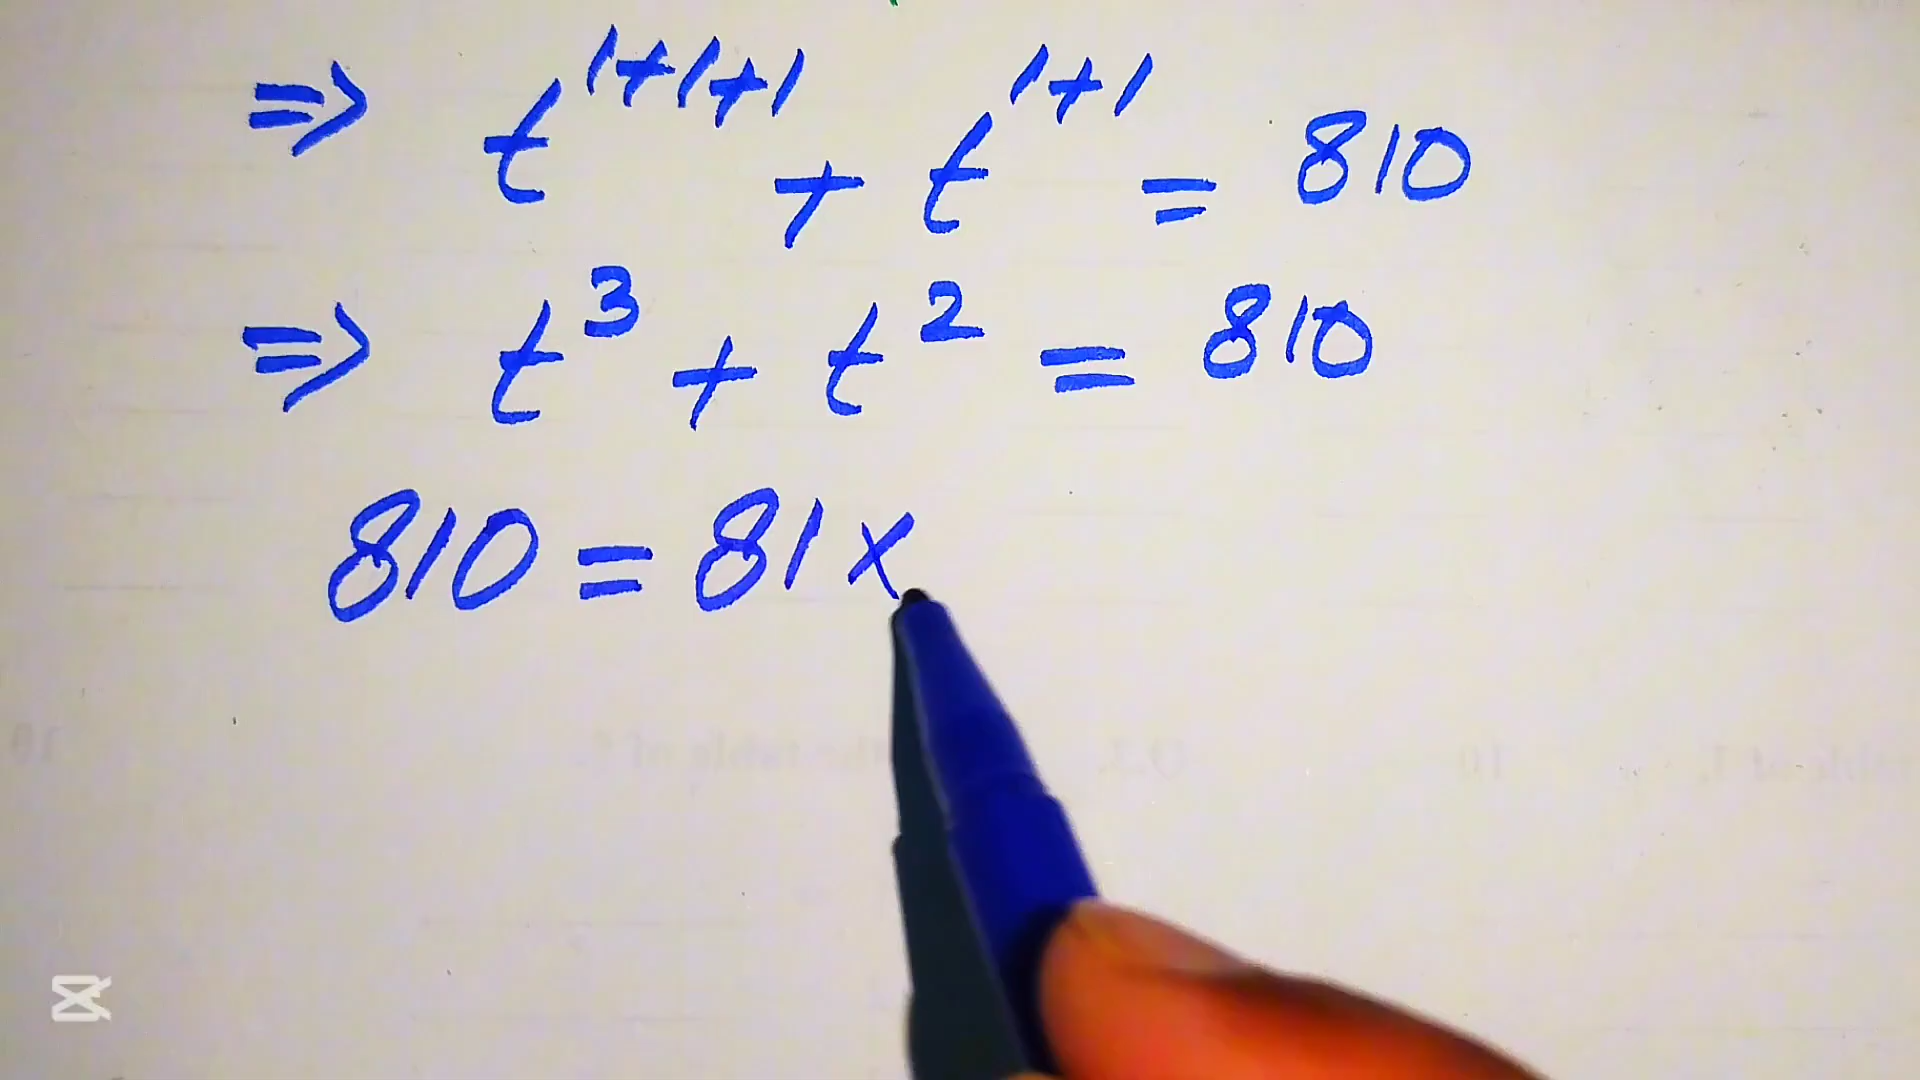 ⇒ t^{1+1+1} + t^{1+1} = 810
⇒ t^3 + t^2 = 810
810 = 81 ×